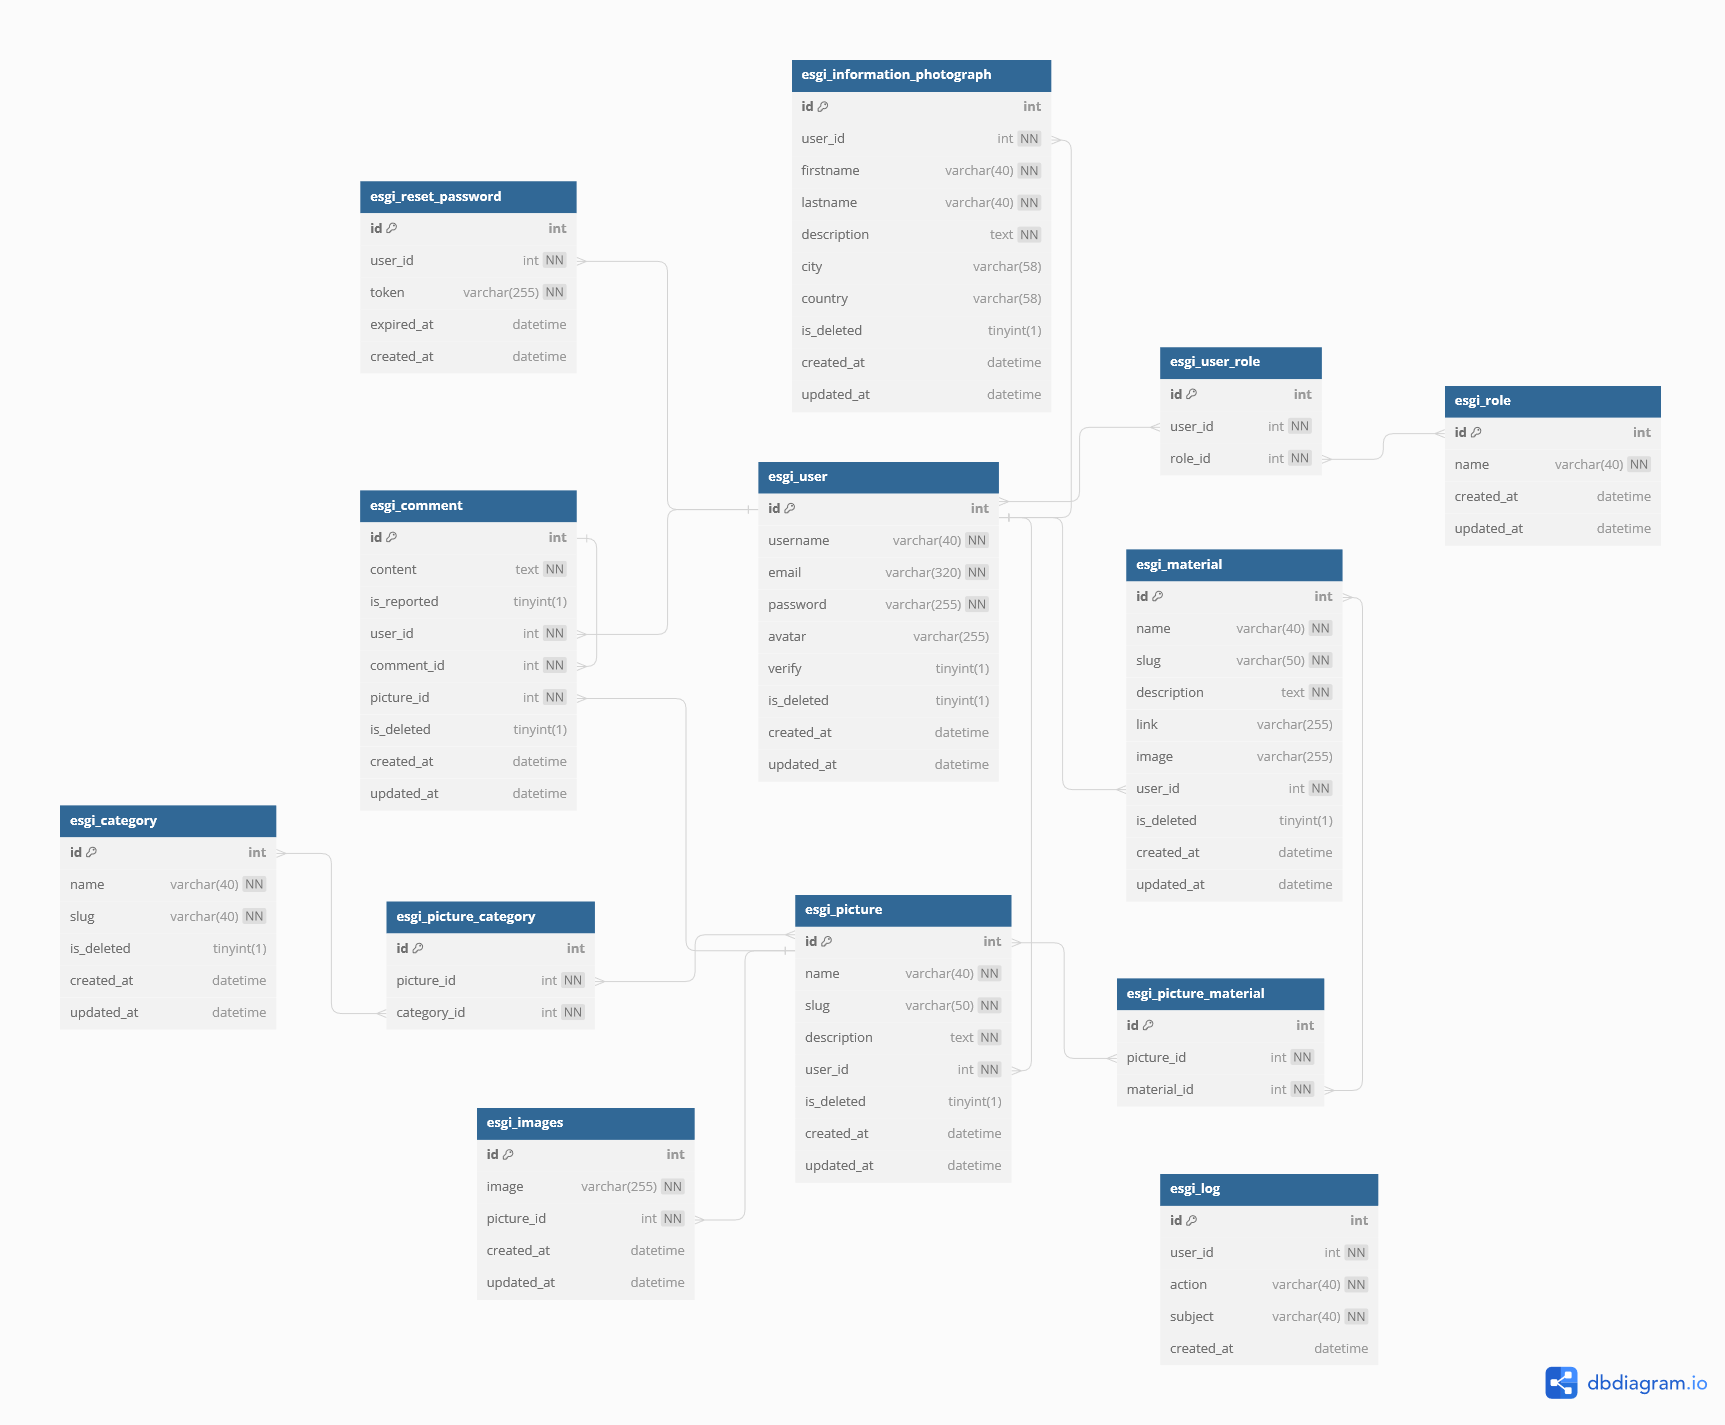 esgi_information_photograph
id int
user_id int NN
firstname varchar(40) NN
lastname varchar(40) NN
description text NN
city varchar(58)
country varchar(58)
is_deleted tinyint(1)
created_at datetime
updated_at datetime
esgi_reset_password
id int
user_id int NN
token varchar(255) NN
expired_at datetime
created_at datetime
esgi_user_role
id int
user_id int NN
role_id int NN
esgi_role
id int
name varchar(40) NN
created_at datetime
updated_at datetime
esgi_user
id int
username varchar(40) NN
email varchar(320) NN
password varchar(255) NN
avatar varchar(255)
verify tinyint(1)
is_deleted tinyint(1)
created_at datetime
updated_at datetime
esgi_comment
id int
content text NN
is_reported tinyint(1)
user_id int NN
comment_id int NN
picture_id int NN
is_deleted tinyint(1)
created_at datetime
updated_at datetime
esgi_material
id int
name varchar(40) NN
slug varchar(50) NN
description text NN
link varchar(255)
image varchar(255)
user_id int NN
is_deleted tinyint(1)
created_at datetime
updated_at datetime
esgi_category
id int
name varchar(40) NN
slug varchar(40) NN
is_deleted tinyint(1)
created_at datetime
updated_at datetime
esgi_picture_category
id int
picture_id int NN
category_id int NN
esgi_picture
id int
name varchar(40) NN
slug varchar(50) NN
description text NN
user_id int NN
is_deleted tinyint(1)
created_at datetime
updated_at datetime
esgi_picture_material
id int
picture_id int NN
material_id int NN
esgi_images
id int
image varchar(255) NN
picture_id int NN
created_at datetime
updated_at datetime
esgi_log
id int
user_id int NN
action varchar(40) NN
subject varchar(40) NN
created_at datetime
dbdiagram.io